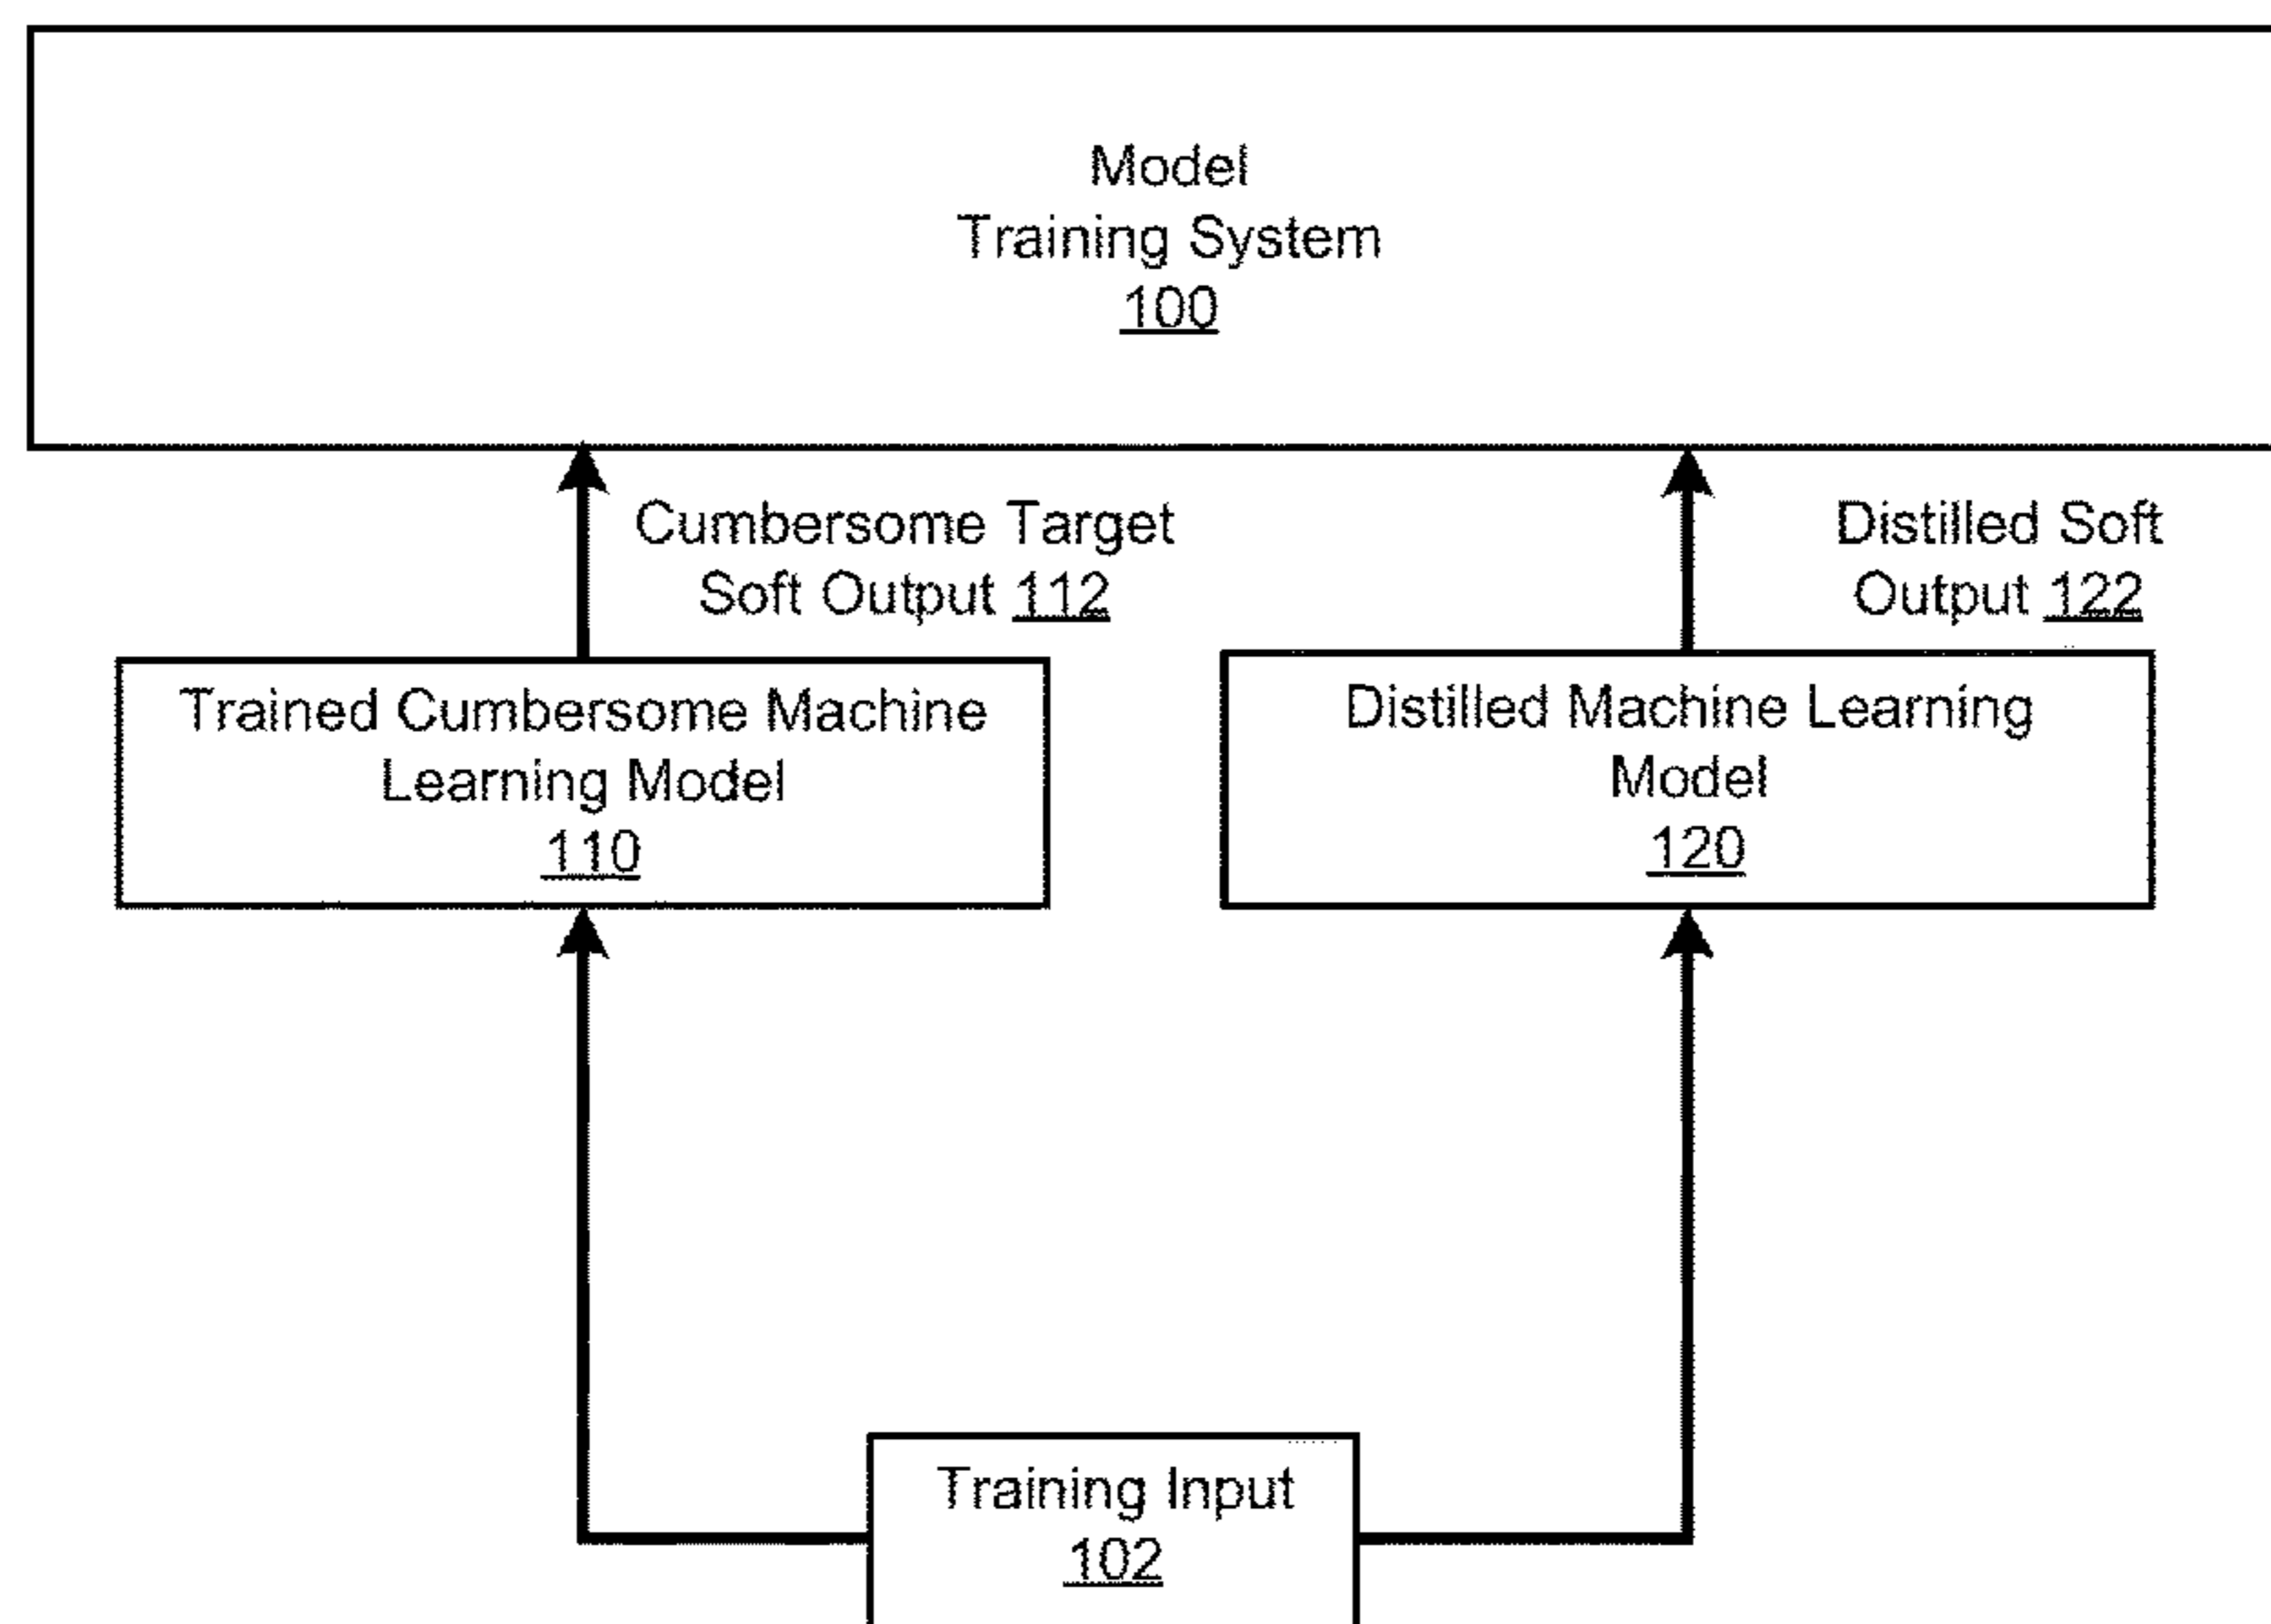 Model
Training System
100
Cumbersome Target
Soft Output 112
Distilled Soft
Output 122
Trained Cumbersome Machine
Learning Model
110
Distilled Machine Learning
Model
120
Training Input
102